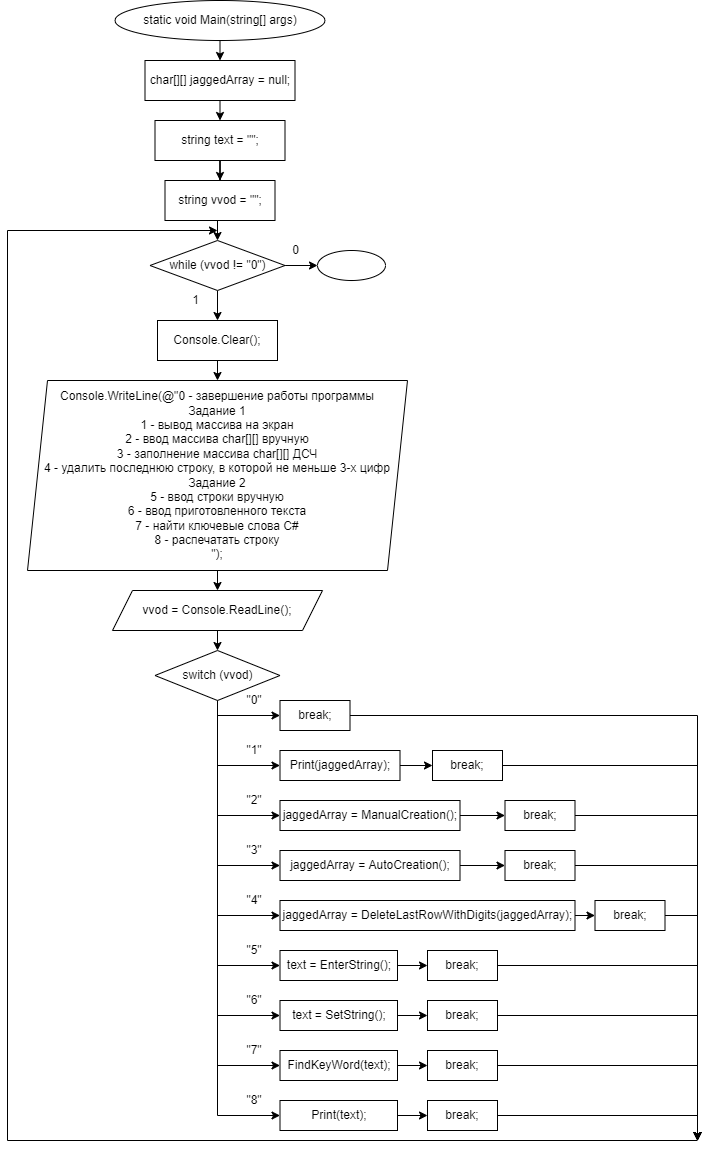 static void Main(string[] args)
char[][] jaggedArray = null;
string text = "";
string vvod = "";
while (vvod != "0")
0
1
Console.Clear();
Console.WriteLine(@"0 - завершение работы программы
Задание 1
1 - вывод массива на экран
2 - ввод массива char[][] вручную
3 - заполнение массива char[][] ДСЧ
4 - удалить последнюю строку, в которой не меньше 3-х цифр
Задание 2
5 - ввод строки вручную
6 - ввод приготовленного текста
7 - найти ключевые слова C#
8 - распечатать строку
");
vvod = Console.ReadLine();
switch (vvod)
"0"
break;
"1"
Print(jaggedArray);
break;
"2"
jaggedArray = ManualCreation();
break;
"3"
jaggedArray = AutoCreation();
break;
"4"
jaggedArray = DeleteLastRowWithDigits(jaggedArray);
break;
"5"
text = EnterString();
break;
"6"
text = SetString();
break;
"7"
FindKeyWord(text);
break;
"8"
Print(text);
break;